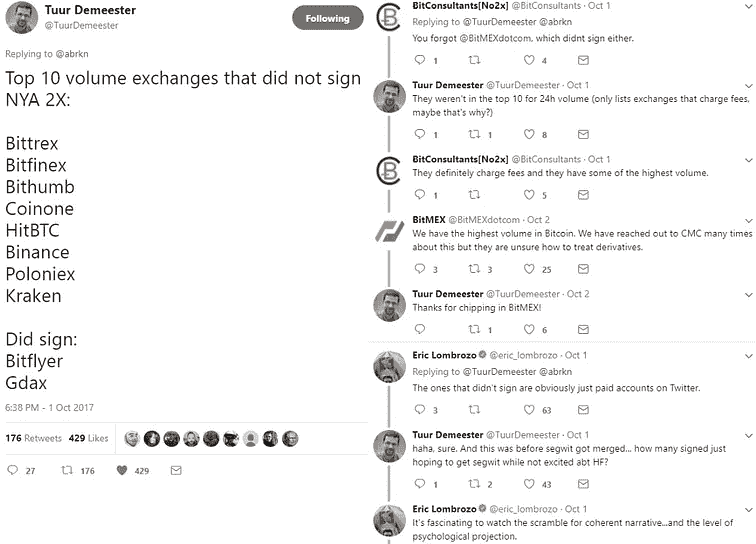 Tuur Demeester
@TuurDemeester
Following
Replying to @abrkn
Top 10 volume exchanges that did not sign
NYA 2X:
Bittrex
Bitfinex
Bithumb
Coinone
HitBTC
Binance
Poloniex
Kraken
Did sign:
Bitflyer
Gdax
6:38 PM - 1 Oct 2017
176 Retweets 429 Likes
27 176 429
BitConsultants[No2x] @BitConsultants · Oct 1
Replying to @TuurDemeester @abrkn
You forgot @BitMEXdotcom, which didnt sign either.
1 4
Tuur Demeester @TuurDemeester · Oct 1
They weren't in the top 10 for 24h volume (only lists exchanges that charge fees,
maybe that's why?)
1 1 8
BitConsultants[No2x] @BitConsultants · Oct 1
They definitely charge fees and they have some of the highest volume.
1 5
BitMEX @BitMEXdotcom · Oct 2
We have the highest volume in Bitcoin. We have reached out to CMC many times
about this but they are unsure how to treat derivatives.
3 3 25
Tuur Demeester @TuurDemeester · Oct 2
Thanks for chipping in BitMEX!
1 6
Eric Lombrozo @eric_lombrozo · Oct 1
Replying to @TuurDemeester @abrkn
The ones that didn't sign are obviously just paid accounts on Twitter.
3 63
Tuur Demeester @TuurDemeester · Oct 1
haha, sure. And this was before segwit got merged... how many signed just
hoping to get segwit while not excited abt HF?
1 2 43
Eric Lombrozo @eric_lombrozo · Oct 1
It's fascinating to watch the scramble for coherent narrative...and the level of
psychological projection.